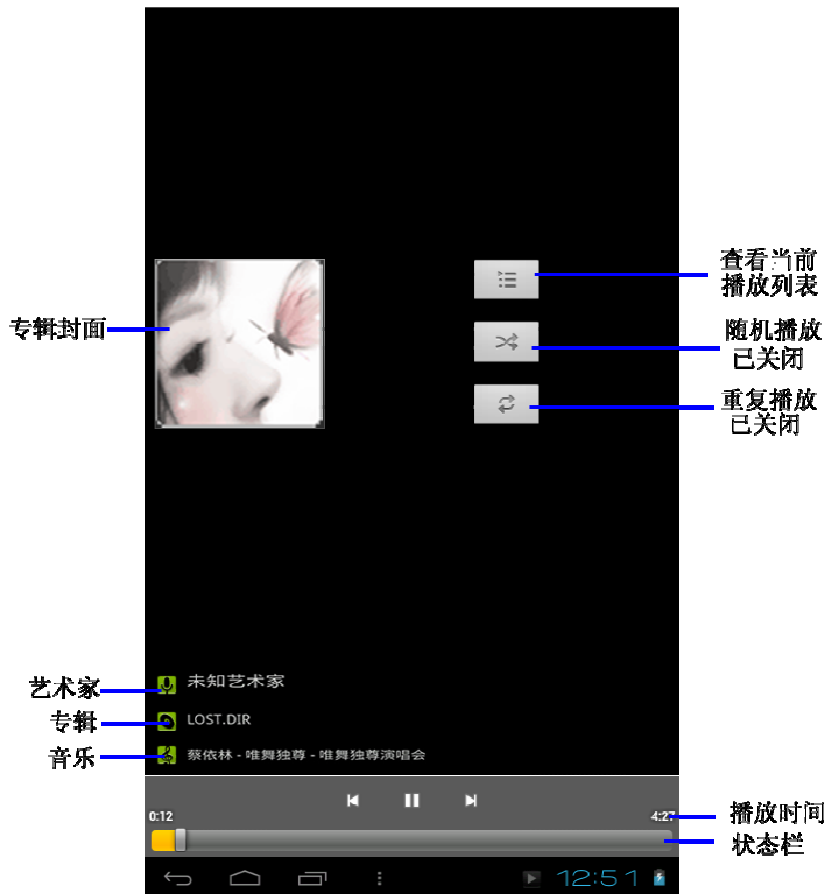 查看当前
播放列表
专辑封面
随机播放
已关闭
重复播放
已关闭
艺术家
未知艺术家
专辑
LOST.DIR
音乐
蔡依林 - 唯舞独尊 - 唯舞独尊演唱会
0:12
4:27
播放时间
状态栏
12:51